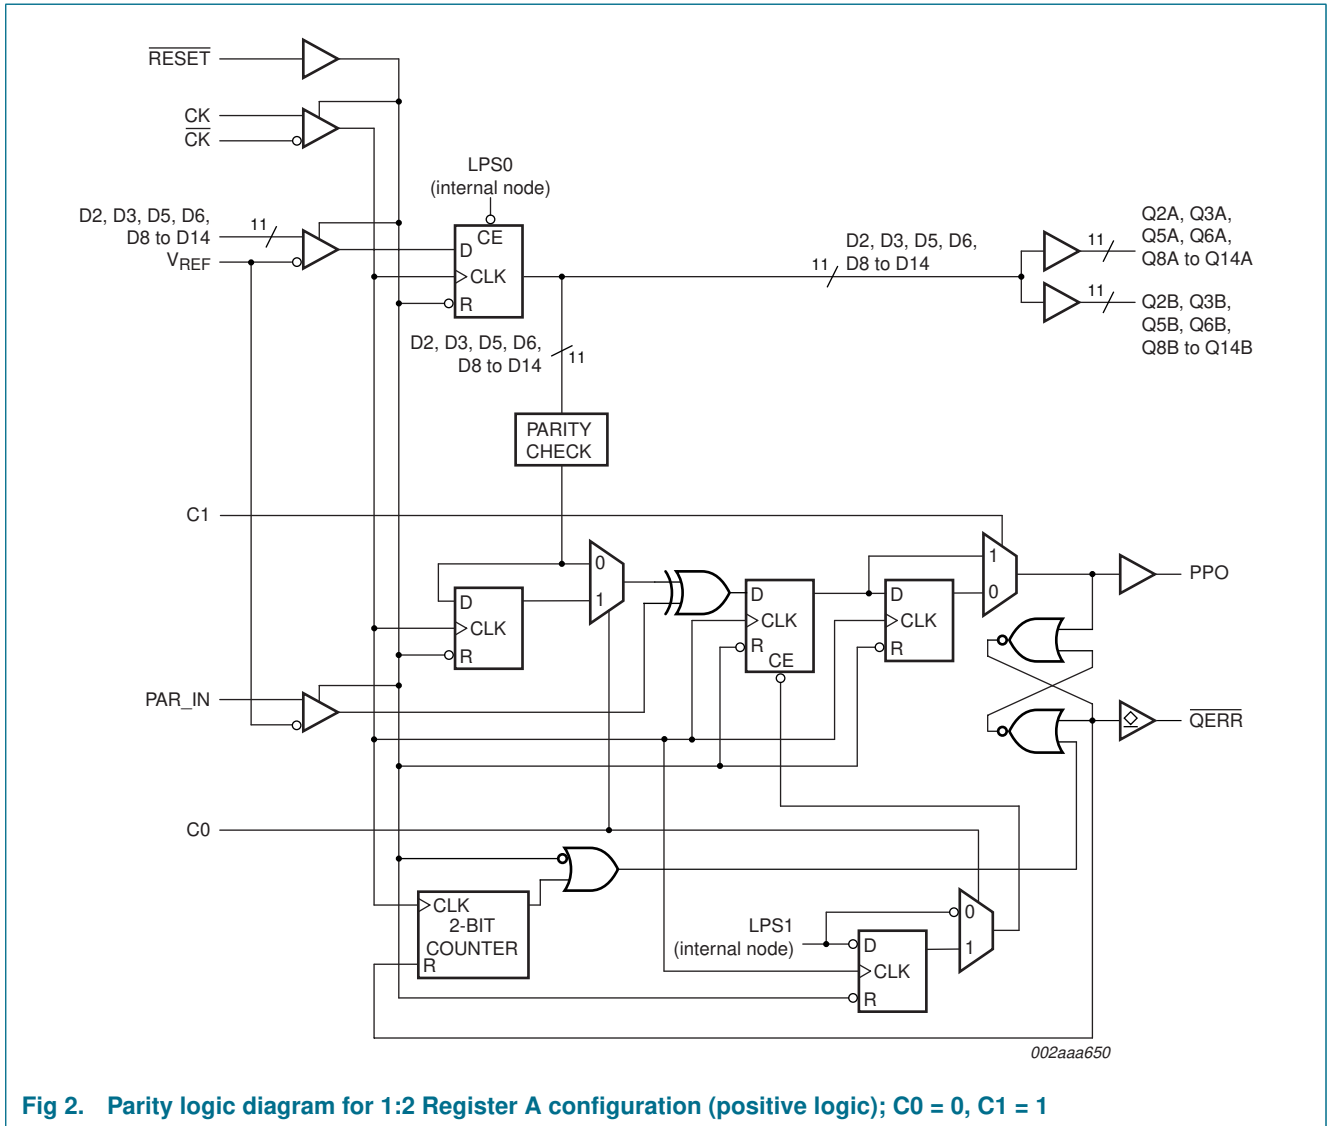 RESET
CK
CK
LPS0
(internal node)
D2, D3, D5, D6,
D8 to D14
11
VREF
CE
D
CLK
R
D2, D3, D5, D6,
D8 to D14
11
11
Q2A, Q3A,
Q5A, Q6A,
Q8A to Q14A
11
Q2B, Q3B,
Q5B, Q6B,
Q8B to Q14B
D2, D3, D5, D6,
D8 to D14
11
PARITY
CHECK
C1
0
1
D
CLK
R
D
CLK
R
CE
D
CLK
R
1
0
PPO
PAR_IN
QERR
C0
CLK
2-BIT
COUNTER
R
LPS1
(internal node)
D
CLK
R
0
1
002aaa650
Fig 2. Parity logic diagram for 1:2 Register A configuration (positive logic); C0 = 0, C1 = 1